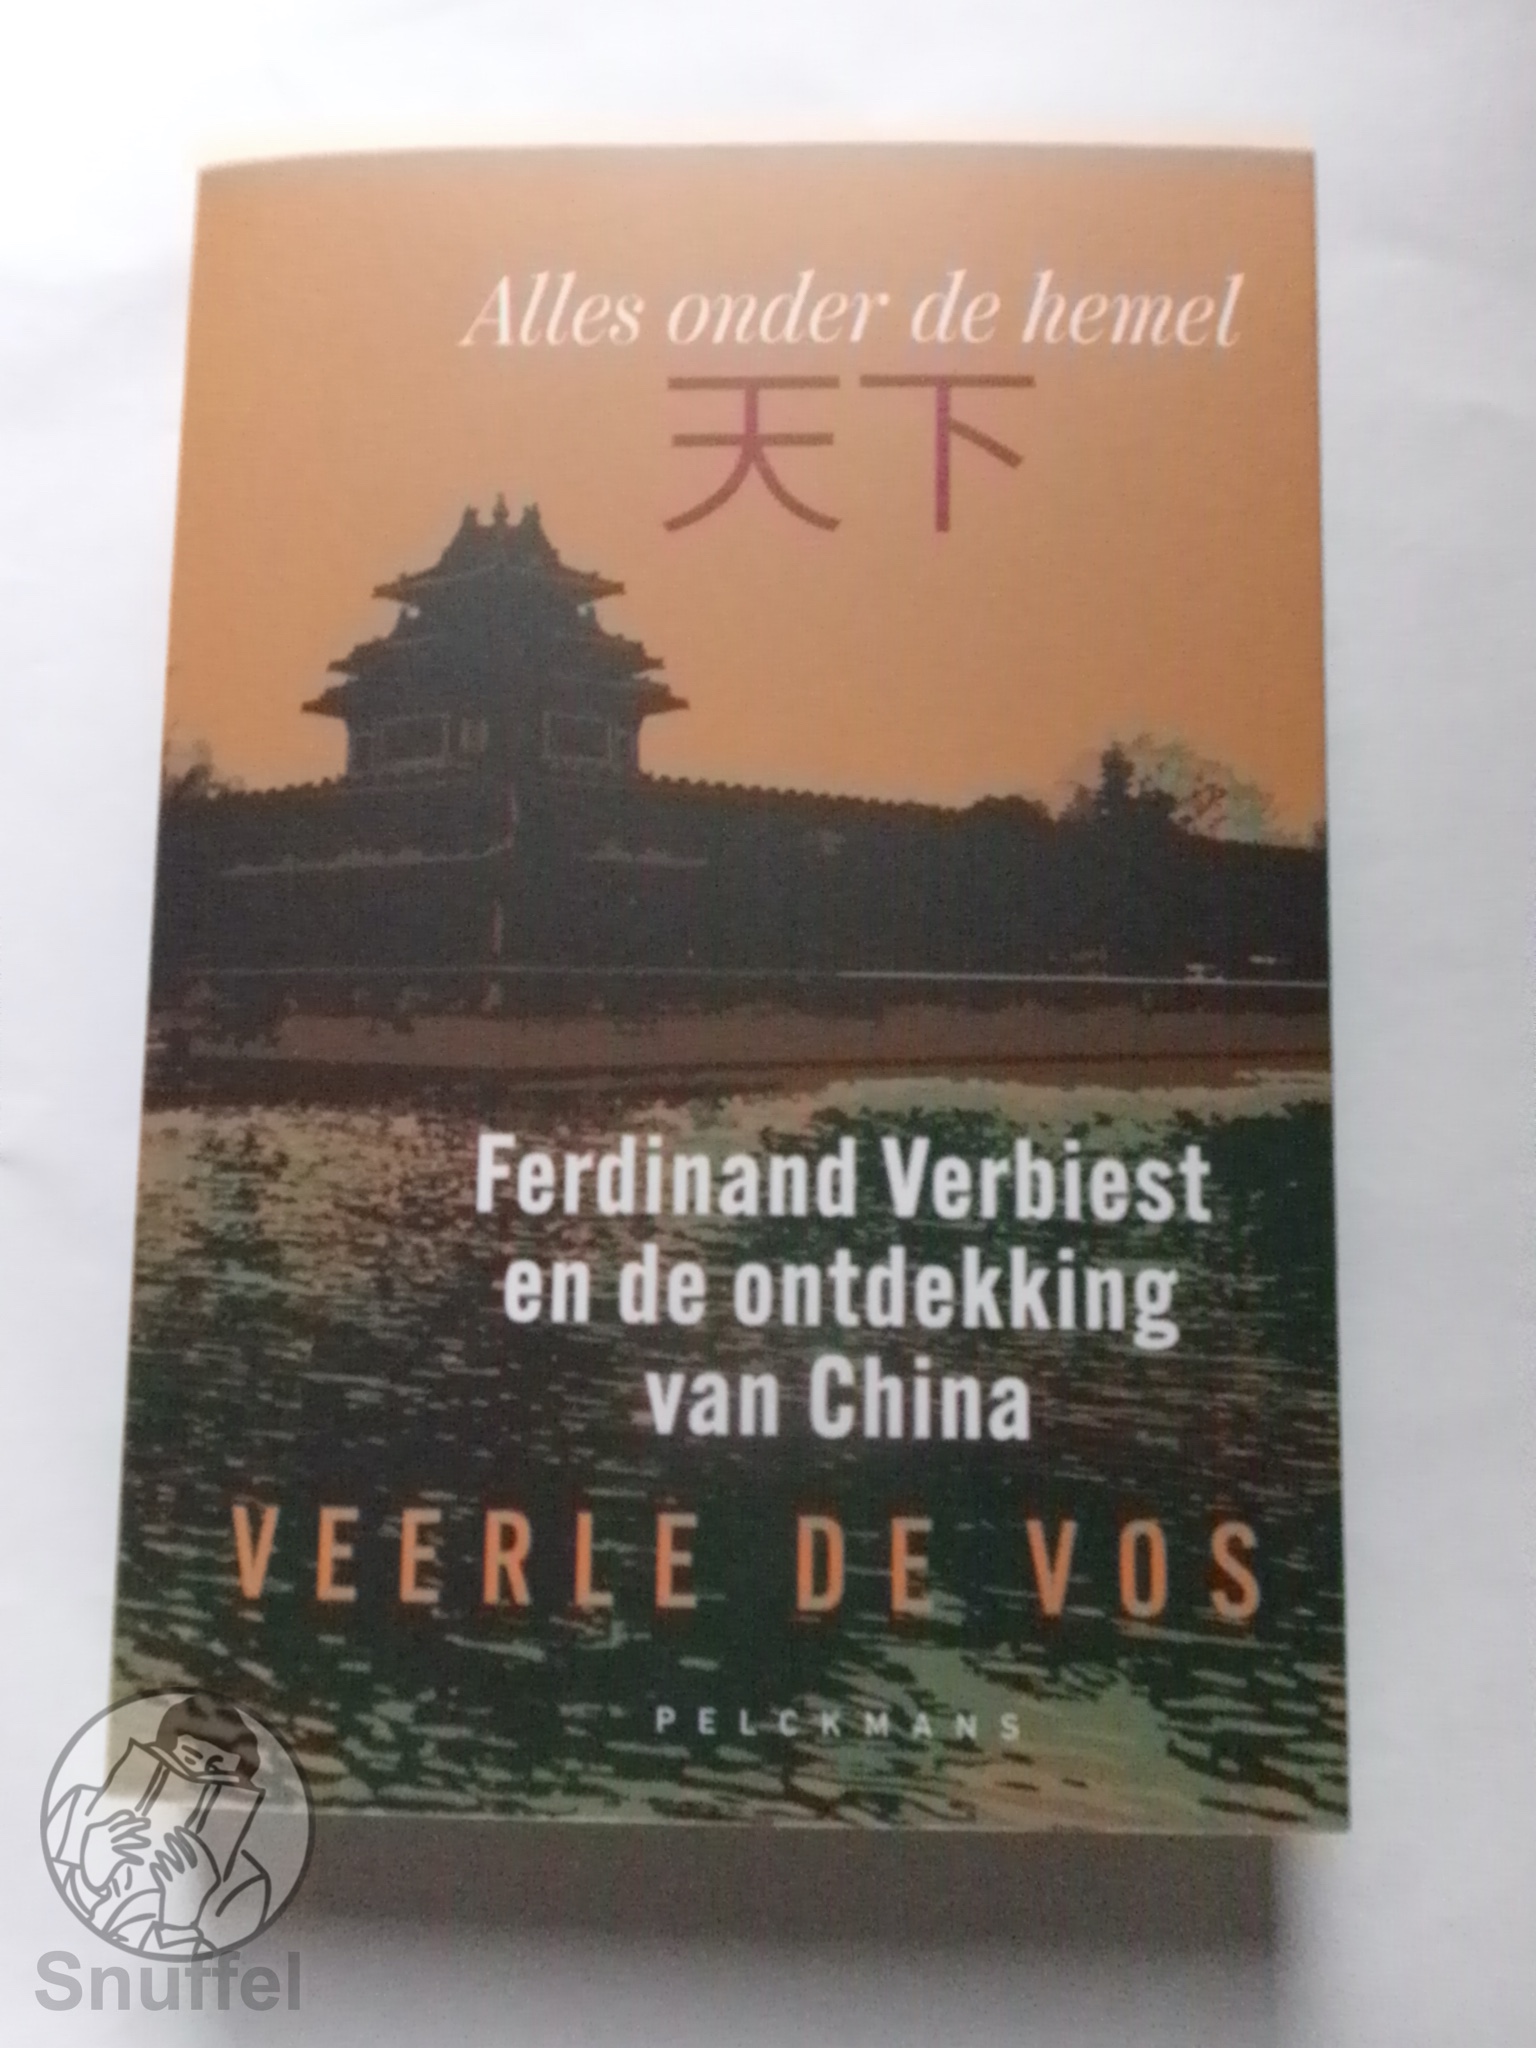 Alles onder de hemel
天下
Ferdinand Verbiest
en de ontdekking
van China
VEERLE DE VOS
PELCKMANS
Snuffel